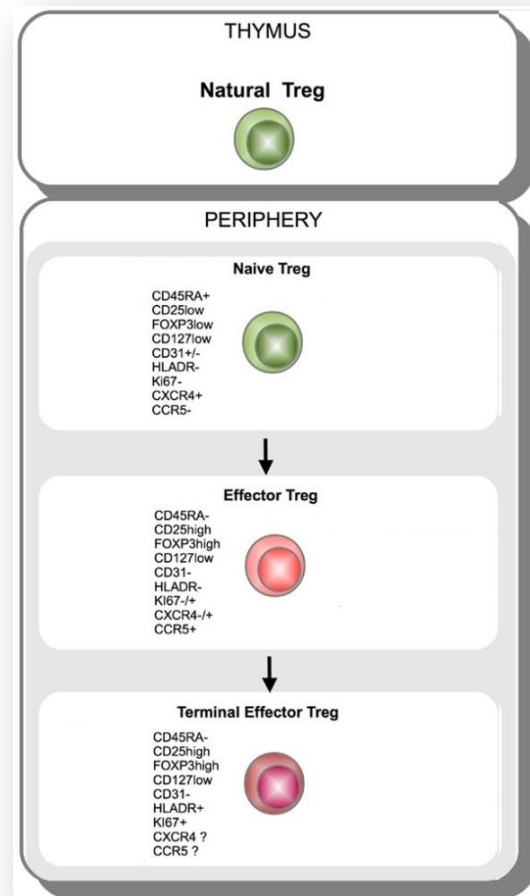 THYMUS
Natural Treg
PERIPHERY
Naive Treg
CD45RA+
CD25low
FOXP3low
CD127low
CD31+/-
HLADR-
Ki67-
CXCR4+
CCR5-
Effector Treg
CD45RA-
CD25high
FOXP3high
CD127low
CD31-
HLADR-
KI67-/+
CXCR4-/+
CCR5+
Terminal Effector Treg
CD45RA-
CD25high
FOXP3high
CD127low
CD31-
HLADR+
KI67+
CXCR4 ?
CCR5 ?